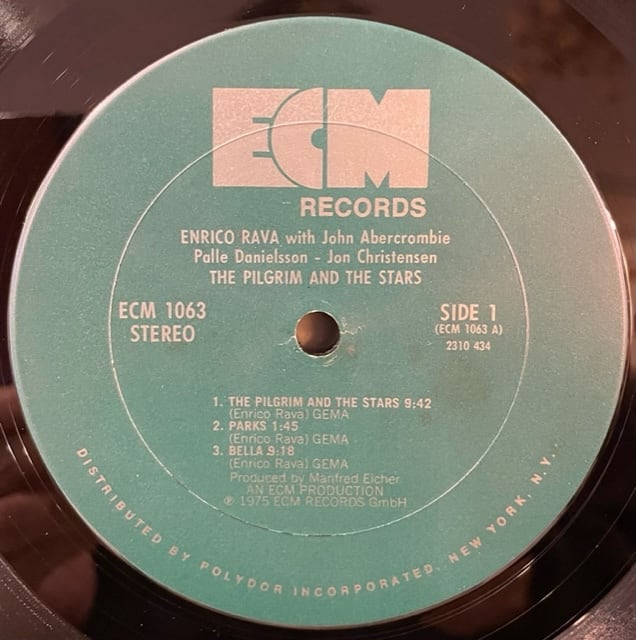 ECM
RECORDS
ENRICO RAVA with John Abercrombie
Palle Danielsson - Jon Christensen
THE PILGRIM AND THE STARS
ECM 1063
STEREO
SIDE 1
(ECM 1063 A)
2310 434
1. THE PILGRIM AND THE STARS 9:42
(Enrico Rava) GEMA
2. PARKS 1:45
(Enrico Rava) GEMA
3. BELLA 9:18
(Enrico Rava) GEMA
Produced by Manfred Eicher
AN ECM PRODUCTION
℗ 1975 ECM RECORDS GmbH
DISTRIBUTED BY POLYDOR INCORPORATED, NEW YORK, N.Y.